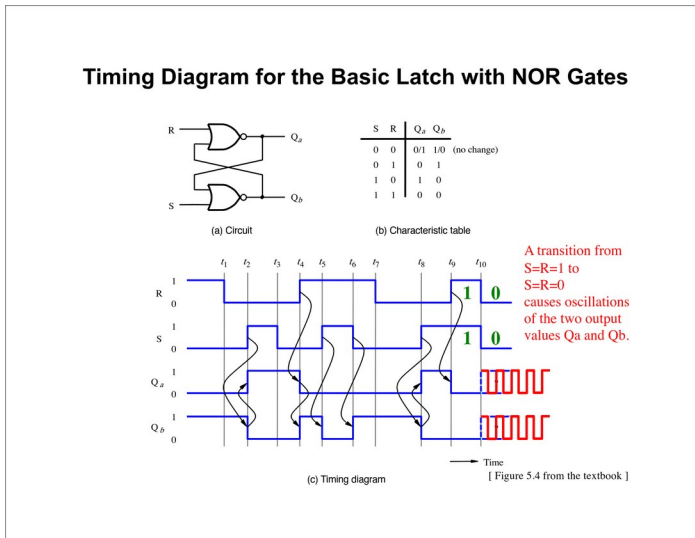 Timing Diagram for the Basic Latch with NOR Gates
R
Qa
Qb
S
(a) Circuit
S R Qa Qb
0 0 0/1 1/0 (no change)
0 1 0 1
1 0 1 0
1 1 0 0
(b) Characteristic table
t1 t2 t3 t4 t5 t6 t7 t8 t9 t10
1
R
0
1 0
1
S
0
1 0
1
Qa
0
1
Qb
0
A transition from
S=R=1 to
S=R=0
causes oscillations
of the two output
values Qa and Qb.
Time
(c) Timing diagram
[ Figure 5.4 from the textbook ]